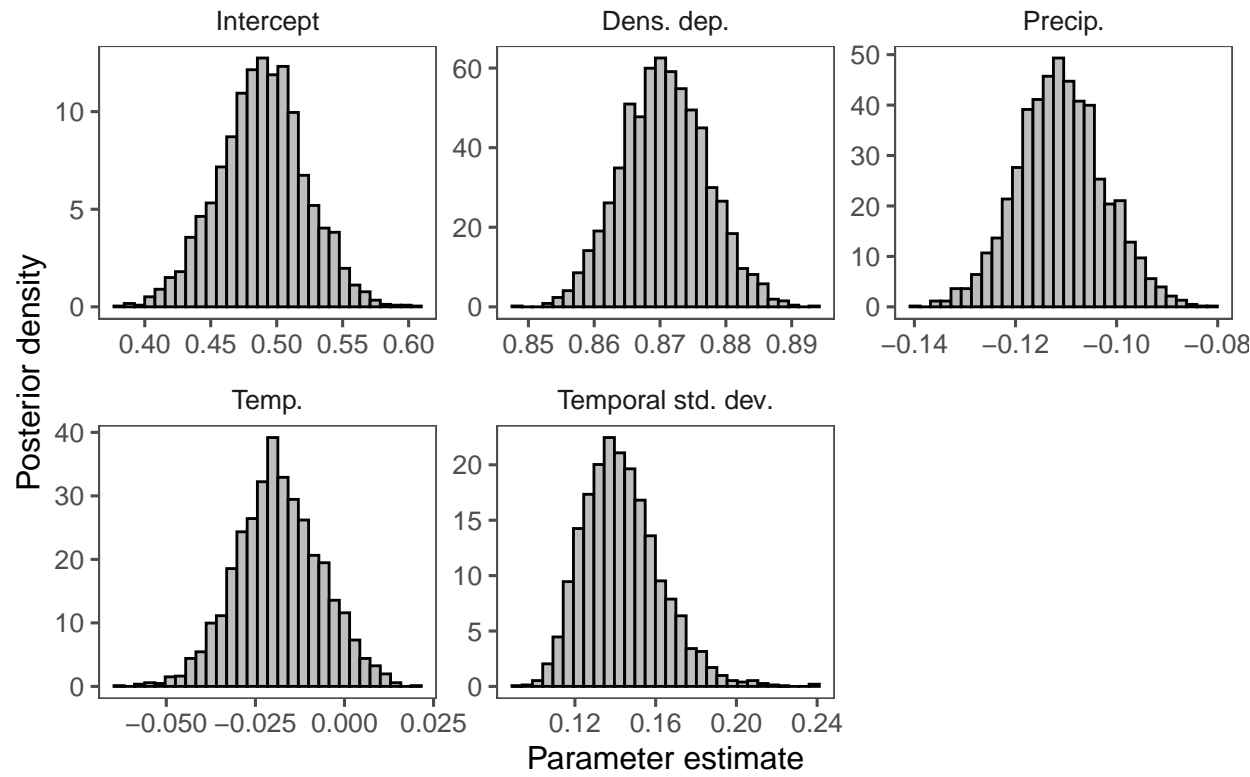 Intercept
Dens. dep.
Precip.
10
5
0
60
40
20
0
50
40
30
20
10
0
0.40 0.45 0.50 0.55 0.60
0.85 0.86 0.87 0.88 0.89
−0.14 −0.12 −0.10 −0.08
Posterior density
Temp.
Temporal std. dev.
40
30
20
10
0
20
15
10
5
0
−0.050 −0.025 0.000 0.025
0.12 0.16 0.20 0.24
Parameter estimate